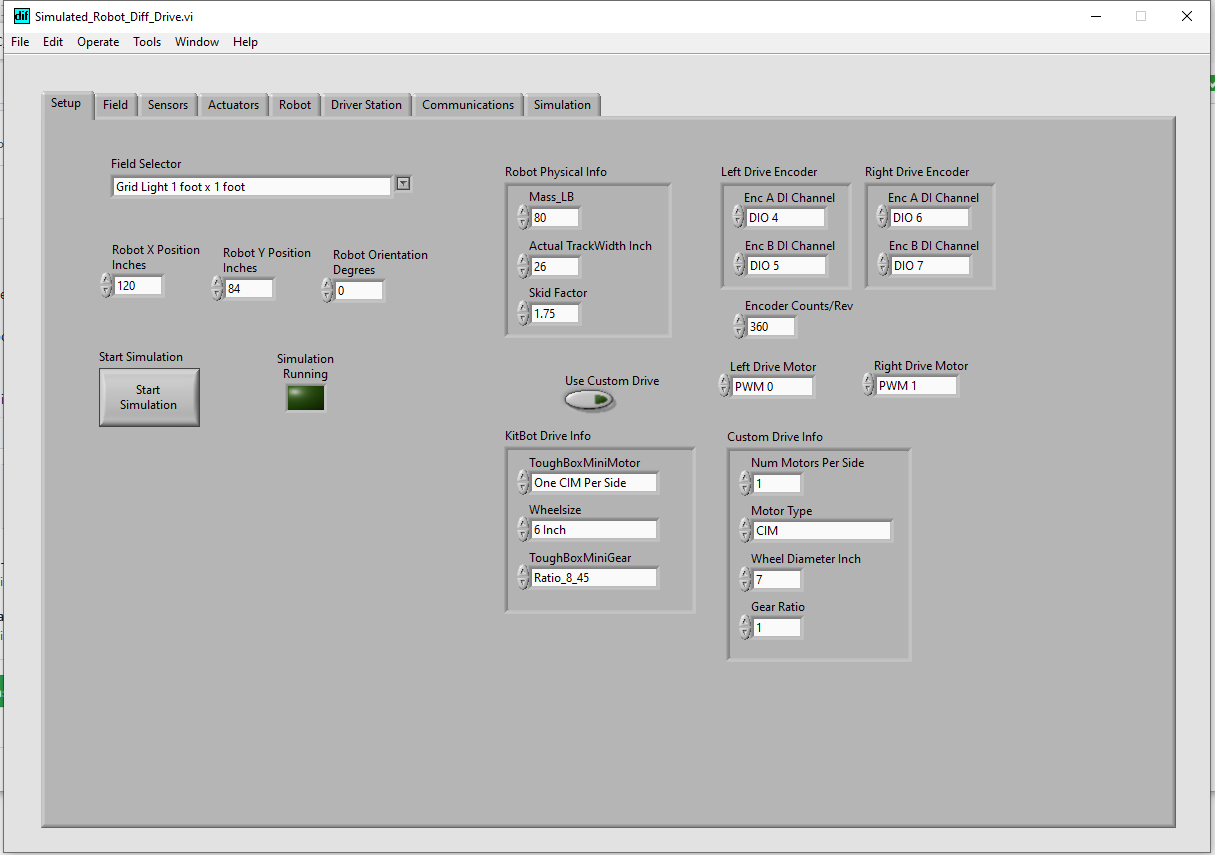 dif Simulated_Robot_Diff_Drive.vi
File Edit Operate Tools Window Help
Setup Field Sensors Actuators Robot Driver Station Communications Simulation
Field Selector
Grid Light 1 foot x 1 foot
Robot X Position
Inches
120
Robot Y Position
Inches
84
Robot Orientation
Degrees
0
Start Simulation
Start
Simulation
Simulation
Running
Robot Physical Info
Mass_LB
80
Actual TrackWidth Inch
26
Skid Factor
1.75
Left Drive Encoder
Enc A DI Channel
DIO 4
Enc B DI Channel
DIO 5
Right Drive Encoder
Enc A DI Channel
DIO 6
Enc B DI Channel
DIO 7
Encoder Counts/Rev
360
Left Drive Motor
PWM 0
Right Drive Motor
PWM 1
Use Custom Drive
KitBot Drive Info
ToughBoxMiniMotor
One CIM Per Side
Wheelsize
6 Inch
ToughBoxMiniGear
Ratio_8_45
Custom Drive Info
Num Motors Per Side
1
Motor Type
CIM
Wheel Diameter Inch
7
Gear Ratio
1